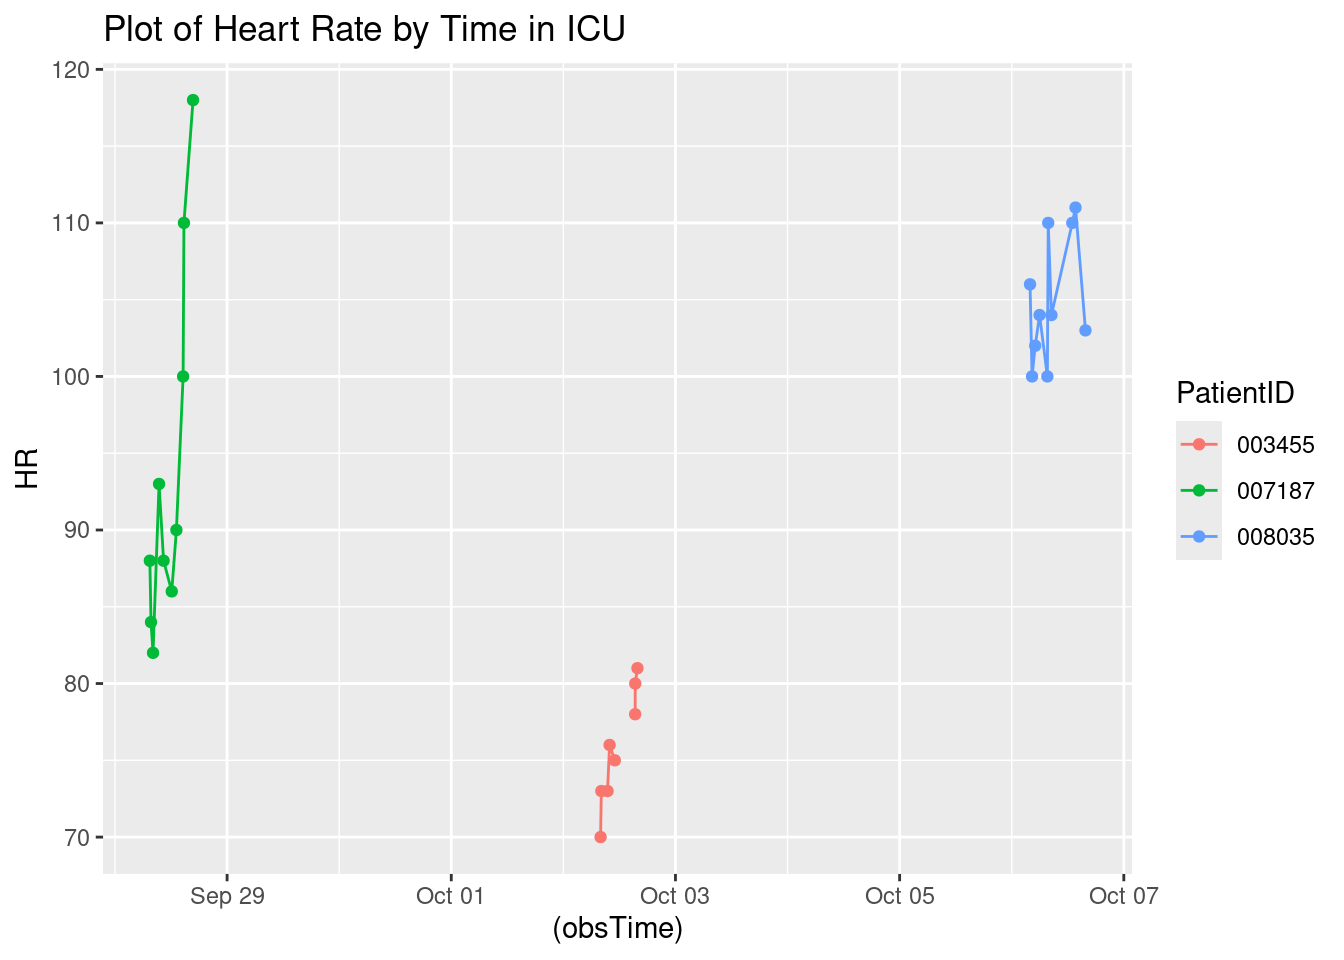 Plot of Heart Rate by Time in ICU
120
110
100
90
80
70
HR
Sep 29
Oct 01
Oct 03
Oct 05
Oct 07
(obsTime)
PatientID
003455
007187
008035